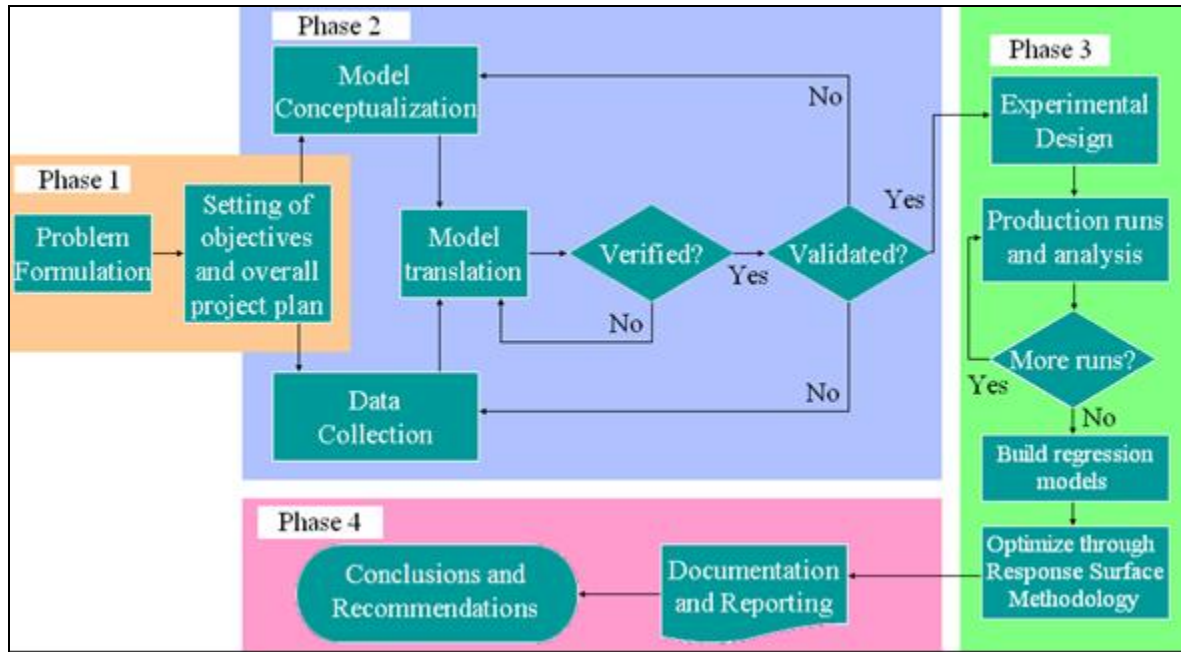 Phase 1
Problem
Formulation
Setting of
objectives
and overall
project plan
Phase 2
Model
Conceptualization
Model
translation
Data
Collection
Verified?
Yes
No
Validated?
No
No
Yes
Phase 3
Experimental
Design
Production runs
and analysis
More runs?
Yes
No
Build regression
models
Optimize through
Response Surface
Methodology
Phase 4
Documentation
and Reporting
Conclusions and
Recommendations